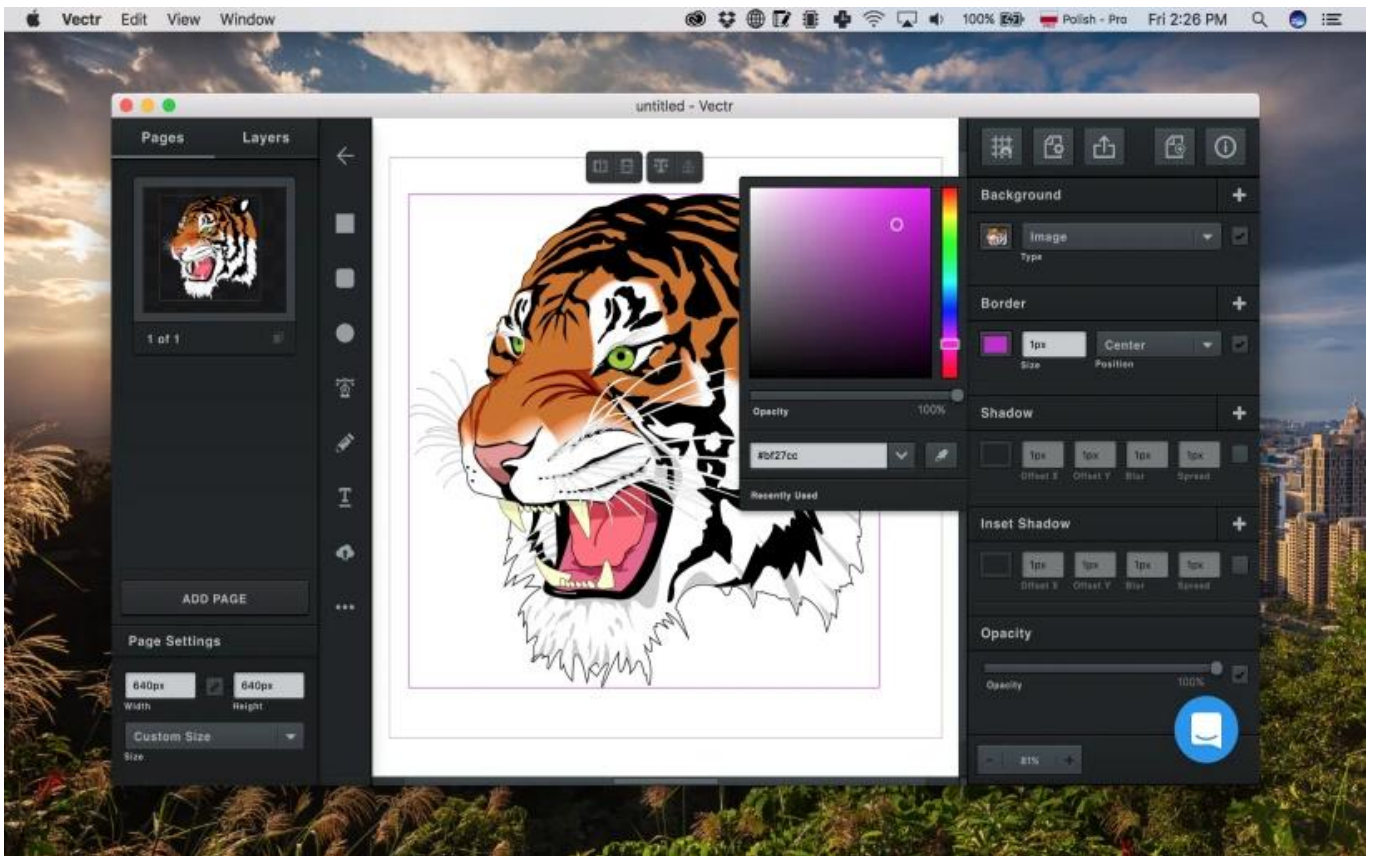 Vectr Edit View Window 100% Polish - Pro Fri 2:26 PM
untitled - Vectr
Pages Layers
1 of 1
ADD PAGE
Page Settings
640px 640px
Width Height
Custom Size
Size
Opacity 100%
#bf27cc
Recently Used
Background
Image
Type
Border
1px Center
Size Position
Shadow
1px 1px 1px 1px
Offset X Offset Y Blur Spread
Inset Shadow
1px 1px 1px 1px
Offset X Offset Y Blur Spread
Opacity
Opacity 100%
- 81% +